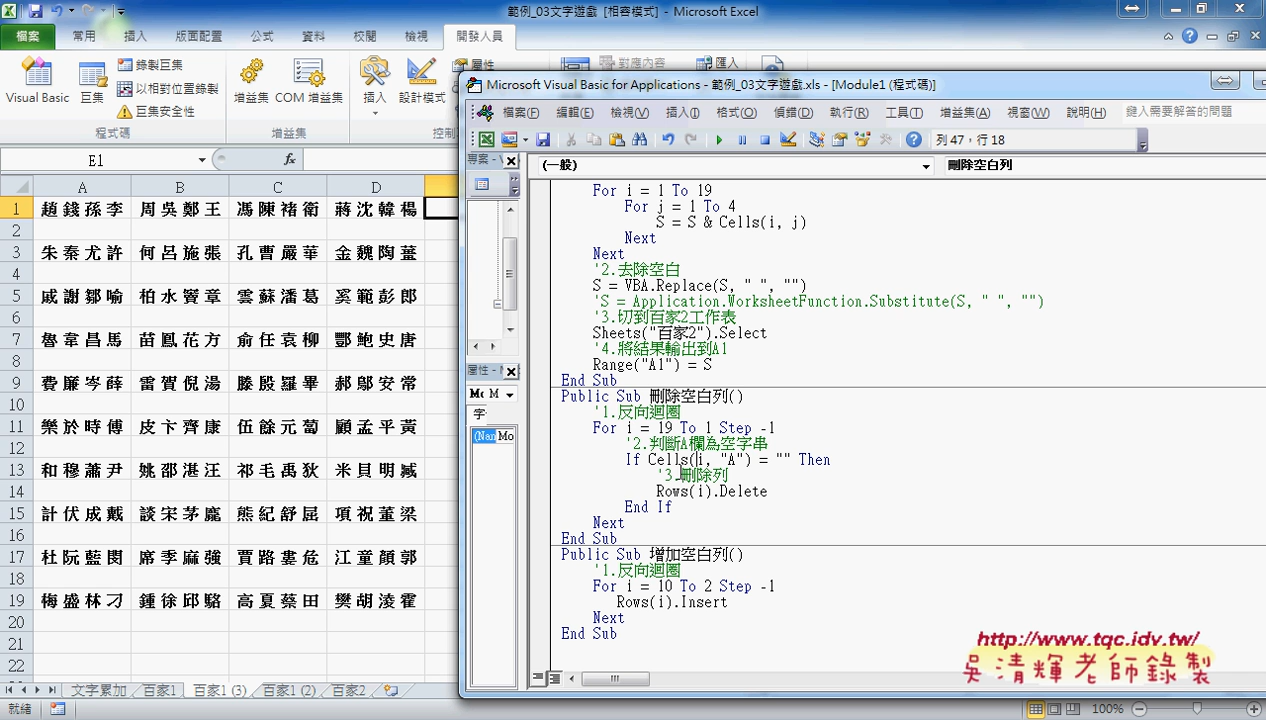 範例_03文字遊戲 [相容模式] - Microsoft Excel
檔案 常用 插入 版面配置 公式 資料 校閱 檢視 開發人員
Visual Basic 巨集 錄製巨集 以相對位置錄製 巨集安全性 程式碼
增益集 COM 增益集 增益集
插入 設計模式 屬性 對應內容 匯入
Microsoft Visual Basic for Applications - 範例_03文字遊戲.xls - [Module1 (程式碼)]
檔案(F) 編輯(E) 檢視(V) 插入(I) 格式(O) 偵錯(D) 執行(R) 工具(T) 增益集(A) 視窗(W) 說明(H) 鍵入需要解答的問題
列 47，行 18
E1 fx
(一般) 刪除空白列
A B C D
1 趙錢孫李 周吳鄭王 馮陳褚衛 蔣沈韓楊
2
3 朱秦尤許 何呂施張 孔曹嚴華 金魏陶薑
4
5 戚謝鄒喻 柏水竇章 雲蘇潘葛 奚範彭郎
6
7 魯韋昌馬 苗鳳花方 俞任袁柳 酆鮑史唐
8
9 費廉岑薛 雷賀倪湯 滕殷羅畢 郝鄔安常
10
11 樂於時傅 皮卞齊康 伍餘元蔔 顧孟平黃
12
13 和穆蕭尹 姚邵湛汪 祁毛禹狄 米貝明臧
14
15 計伏成戴 談宋茅龐 熊紀舒屈 項祝董梁
16
17 杜阮藍閔 席季麻強 賈路婁危 江童顏郭
18
19 梅盛林刁 鍾徐邱駱 高夏蔡田 樊胡淩霍
20
21
22
For i = 1 To 19
For j = 1 To 4
S = S & Cells(i, j)
Next
Next
'2.去除空白
S = VBA.Replace(S, " ", "")
'S = Application.WorksheetFunction.Substitute(S, " ", "")
'3.切到百家2工作表
Sheets("百家2").Select
'4.將結果輸出到A1
Range("A1") = S
End Sub
Public Sub 刪除空白列()
'1.反向迴圈
For i = 19 To 1 Step -1
'2.判斷A欄為空字串
If Cells(i, "A") = "" Then
'3.刪除列
Rows(i).Delete
End If
Next
End Sub
Public Sub 增加空白列()
'1.反向迴圈
For i = 10 To 2 Step -1
Rows(i).Insert
Next
End Sub
http://www.tqc.idv.tw/
吳清輝老師錄製
文字累加 百家1 百家1 (3) 百家1 (2) 百家2
就緒 100%